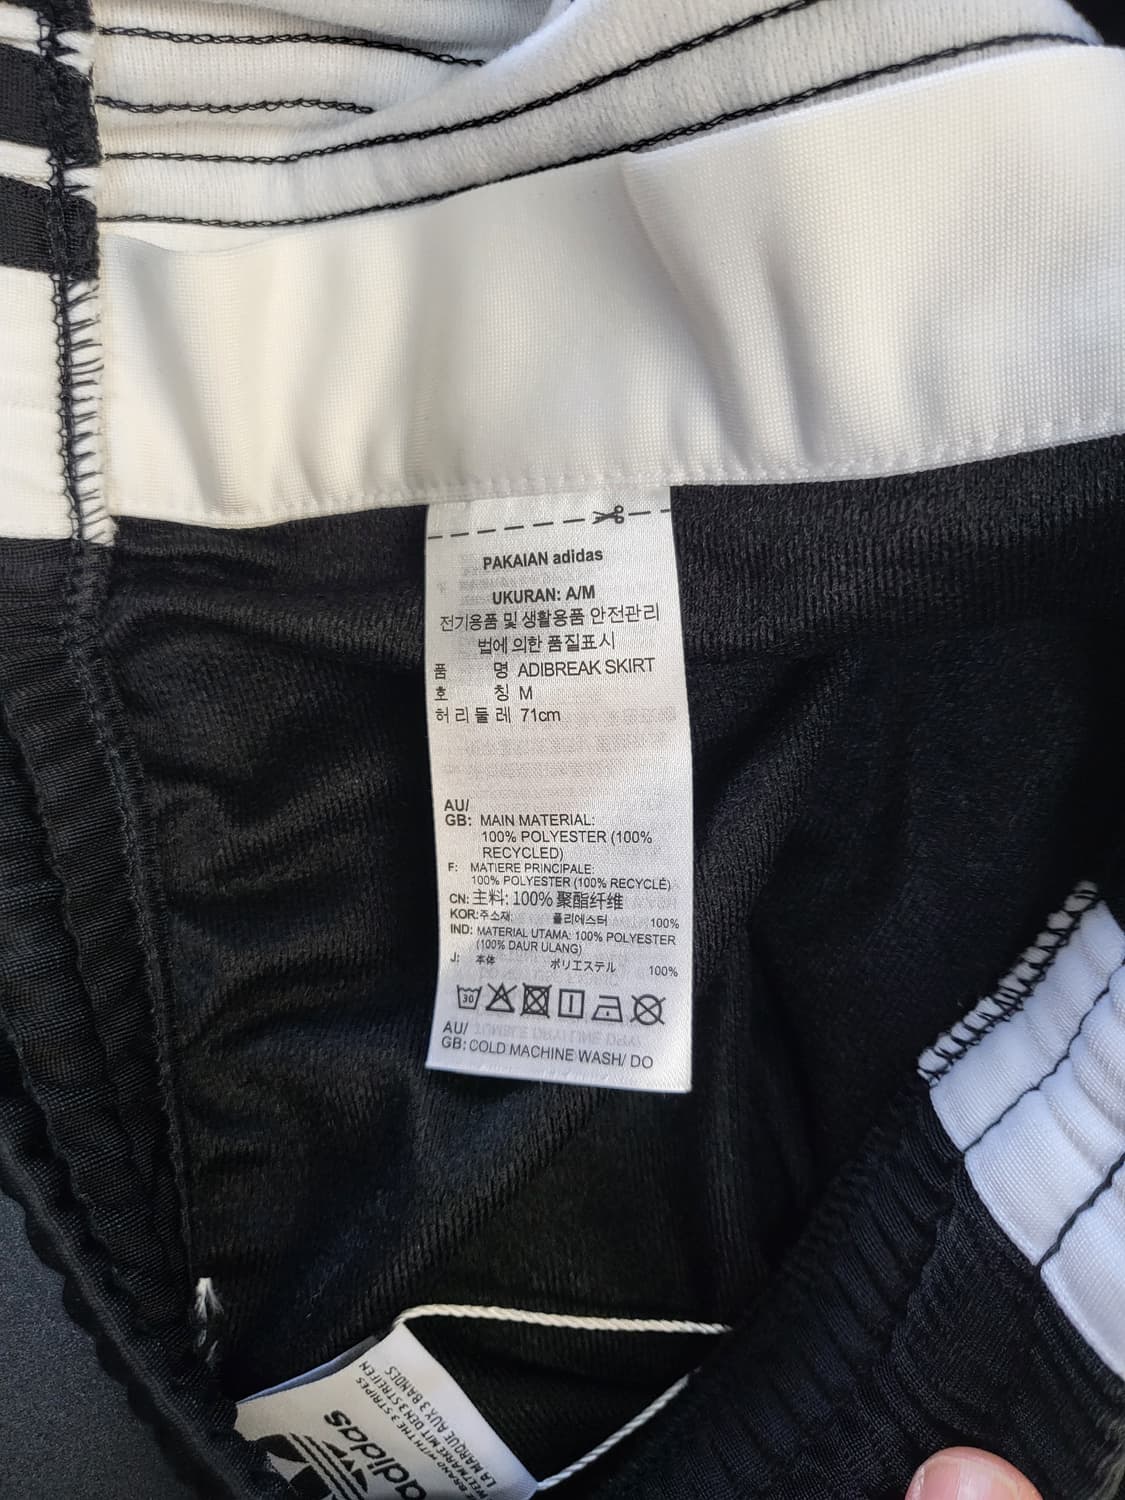 PAKAIAN adidas
UKURAN: A/M
전기용품 및 생활용품 안전관리
법에 의한 품질표시
품 명 ADIBREAK SKIRT
호 칭 M
허 리 둘 레 71cm
AU/
GB: MAIN MATERIAL:
100% POLYESTER (100%
RECYCLED)
F: MATIERE PRINCIPALE:
100% POLYESTER (100% RECYCLÉ)
CN: 主料: 100% 聚酯纤维
KOR: 주소재: 폴리에스터 100%
IND: MATERIAL UTAMA: 100% POLYESTER
(100% DAUR ULANG)
J: 本体 ポリエステル 100%
30
AU/
GB: COLD MACHINE WASH/ DO
adidas
BRAND WITH THE 3 STRIPES
WELTMARKE MIT DEN 3 STREIFEN
LA MARQUE AUX 3 BANDES